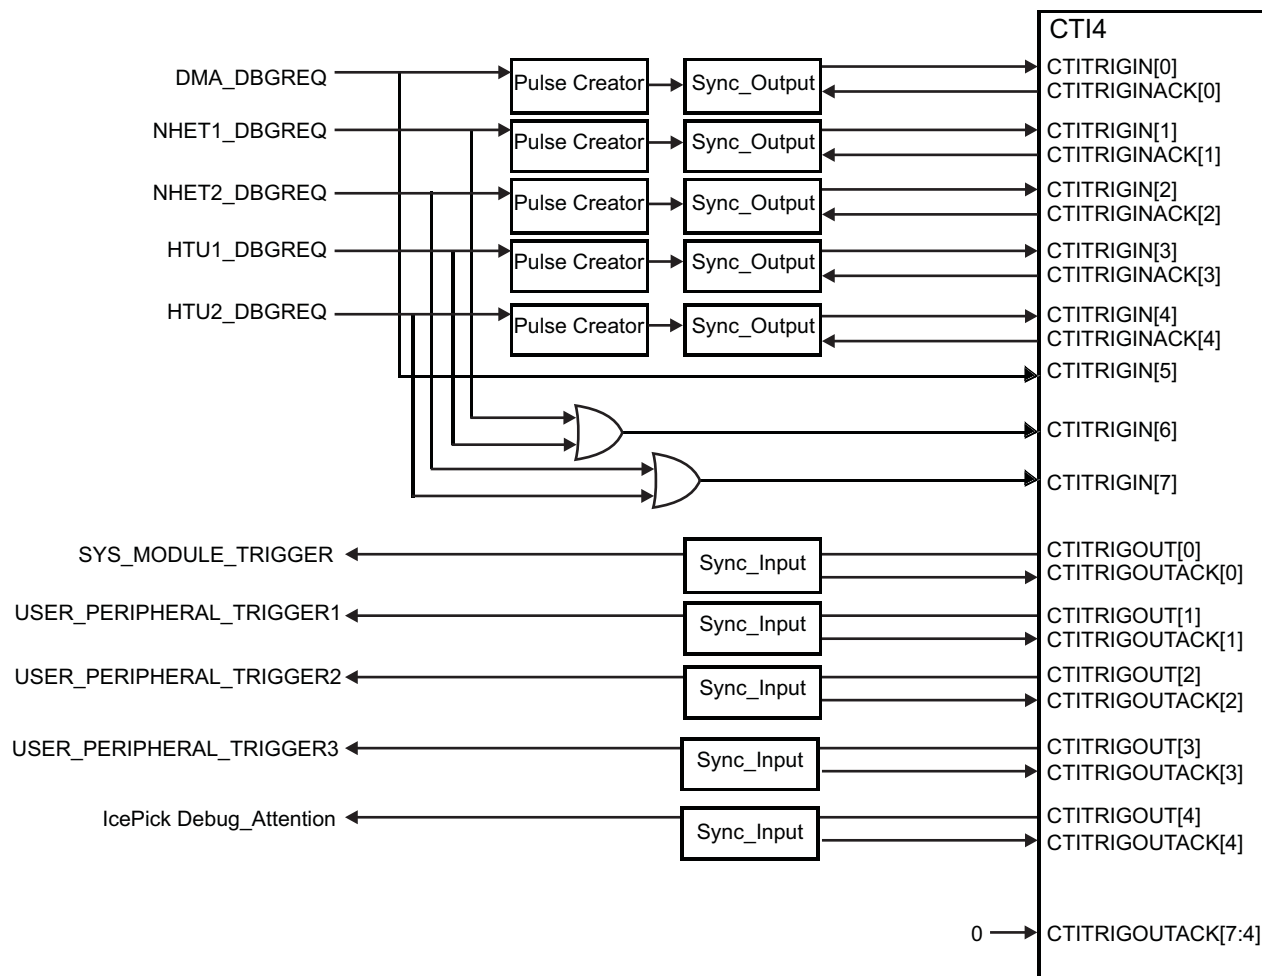 CTI4
DMA_DBGREQ
Pulse Creator
Sync_Output
CTITRIGIN[0]
CTITRIGINACK[0]
NHET1_DBGREQ
Pulse Creator
Sync_Output
CTITRIGIN[1]
CTITRIGINACK[1]
NHET2_DBGREQ
Pulse Creator
Sync_Output
CTITRIGIN[2]
CTITRIGINACK[2]
HTU1_DBGREQ
Pulse Creator
Sync_Output
CTITRIGIN[3]
CTITRIGINACK[3]
HTU2_DBGREQ
Pulse Creator
Sync_Output
CTITRIGIN[4]
CTITRIGINACK[4]
CTITRIGIN[5]
CTITRIGIN[6]
CTITRIGIN[7]
SYS_MODULE_TRIGGER
Sync_Input
CTITRIGOUT[0]
CTITRIGOUTACK[0]
USER_PERIPHERAL_TRIGGER1
Sync_Input
CTITRIGOUT[1]
CTITRIGOUTACK[1]
USER_PERIPHERAL_TRIGGER2
Sync_Input
CTITRIGOUT[2]
CTITRIGOUTACK[2]
USER_PERIPHERAL_TRIGGER3
Sync_Input
CTITRIGOUT[3]
CTITRIGOUTACK[3]
IcePick Debug_Attention
Sync_Input
CTITRIGOUT[4]
CTITRIGOUTACK[4]
0
CTITRIGOUTACK[7:4]